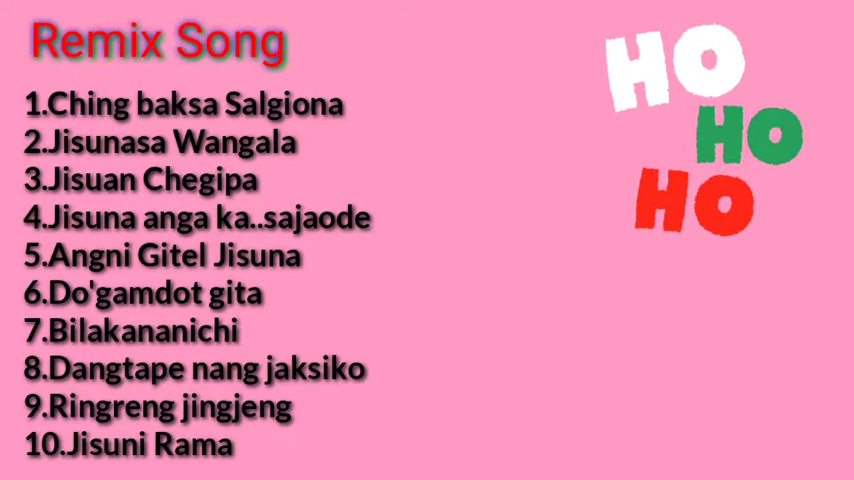 Remix Song
1.Ching baksa Salgiona
2.Jisunasa Wangala
3.Jisuan Chegipa
4.Jisuna anga ka..sajaode
5.Angni Gitel Jisuna
6.Do'gamdot gita
7.Bilakananichi
8.Dangtape nang jaksiko
9.Ringreng jingjeng
10.Jisuni Rama
HO
HO
HO